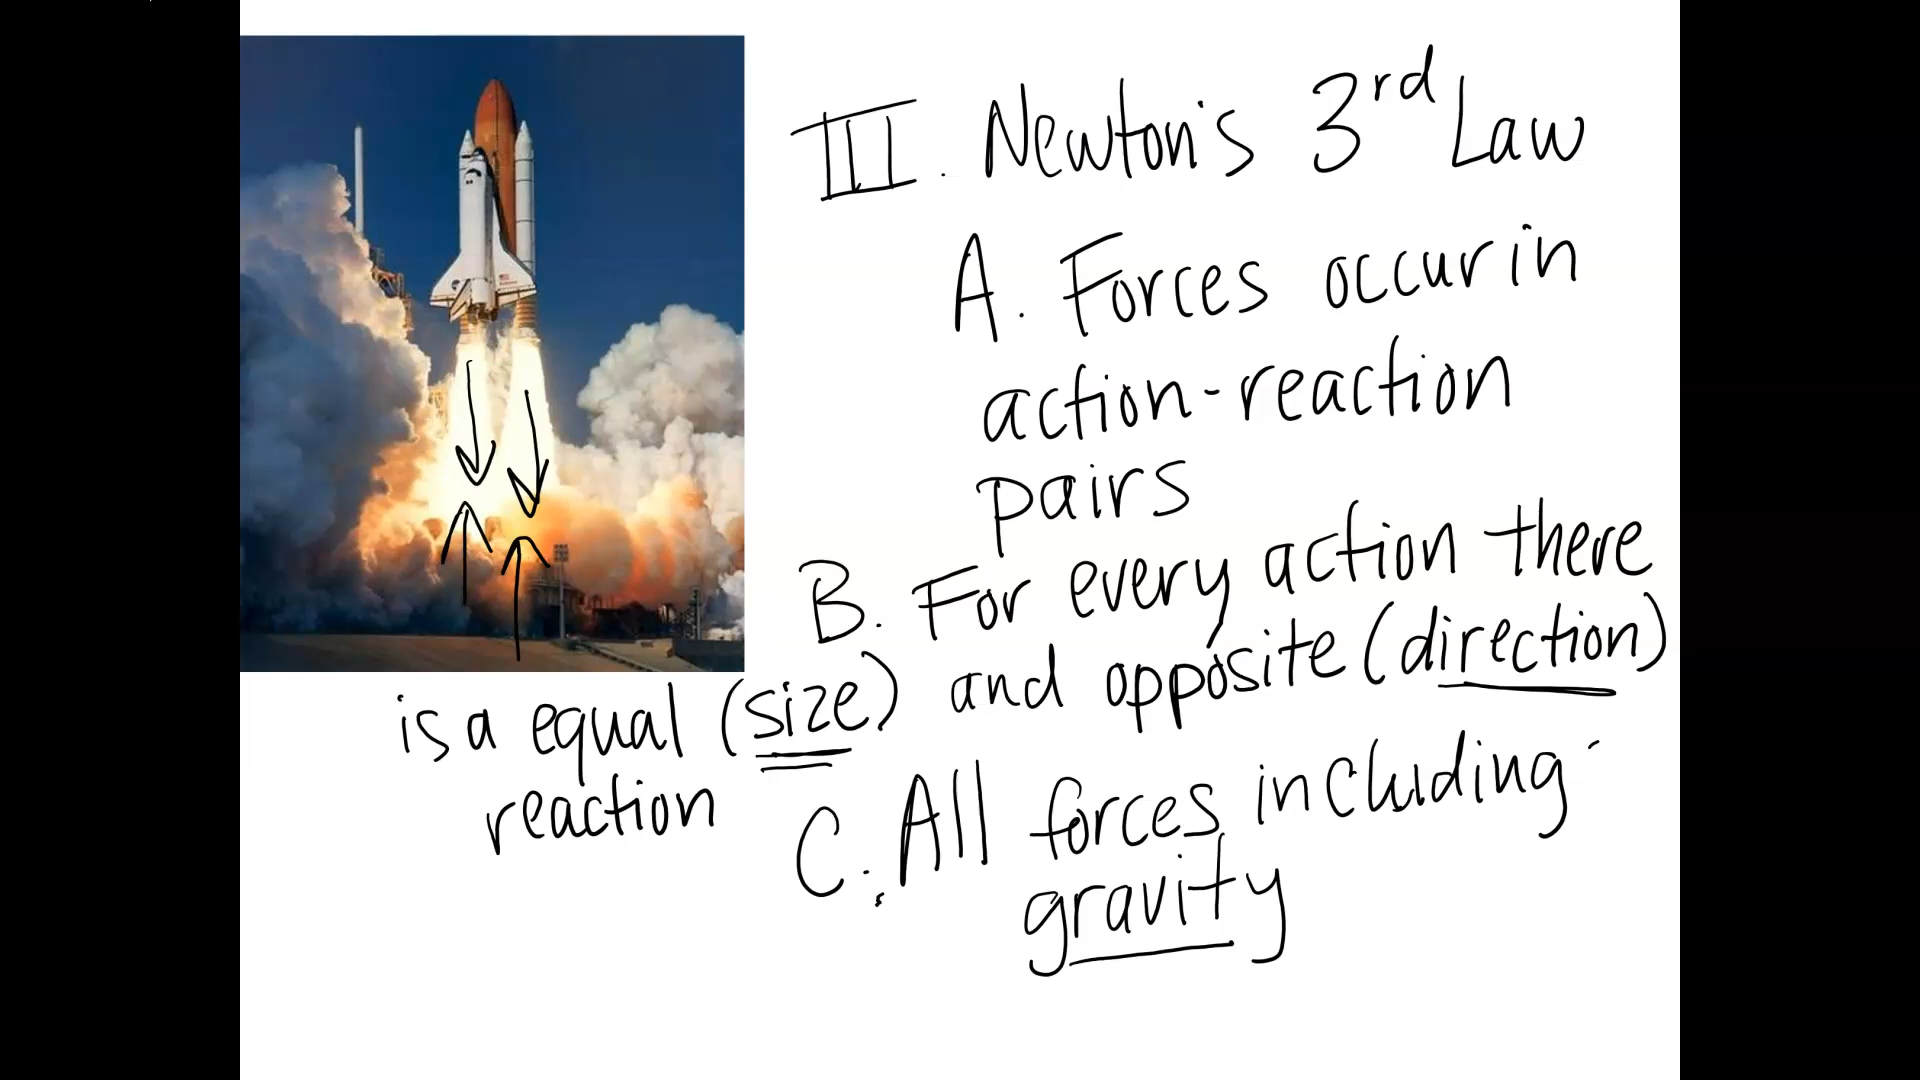 III. Newton's 3rd Law
A. Forces occur in
action-reaction
pairs
B. For every action there
is a equal (size) and opposite (direction)
reaction
C. All forces including
gravity